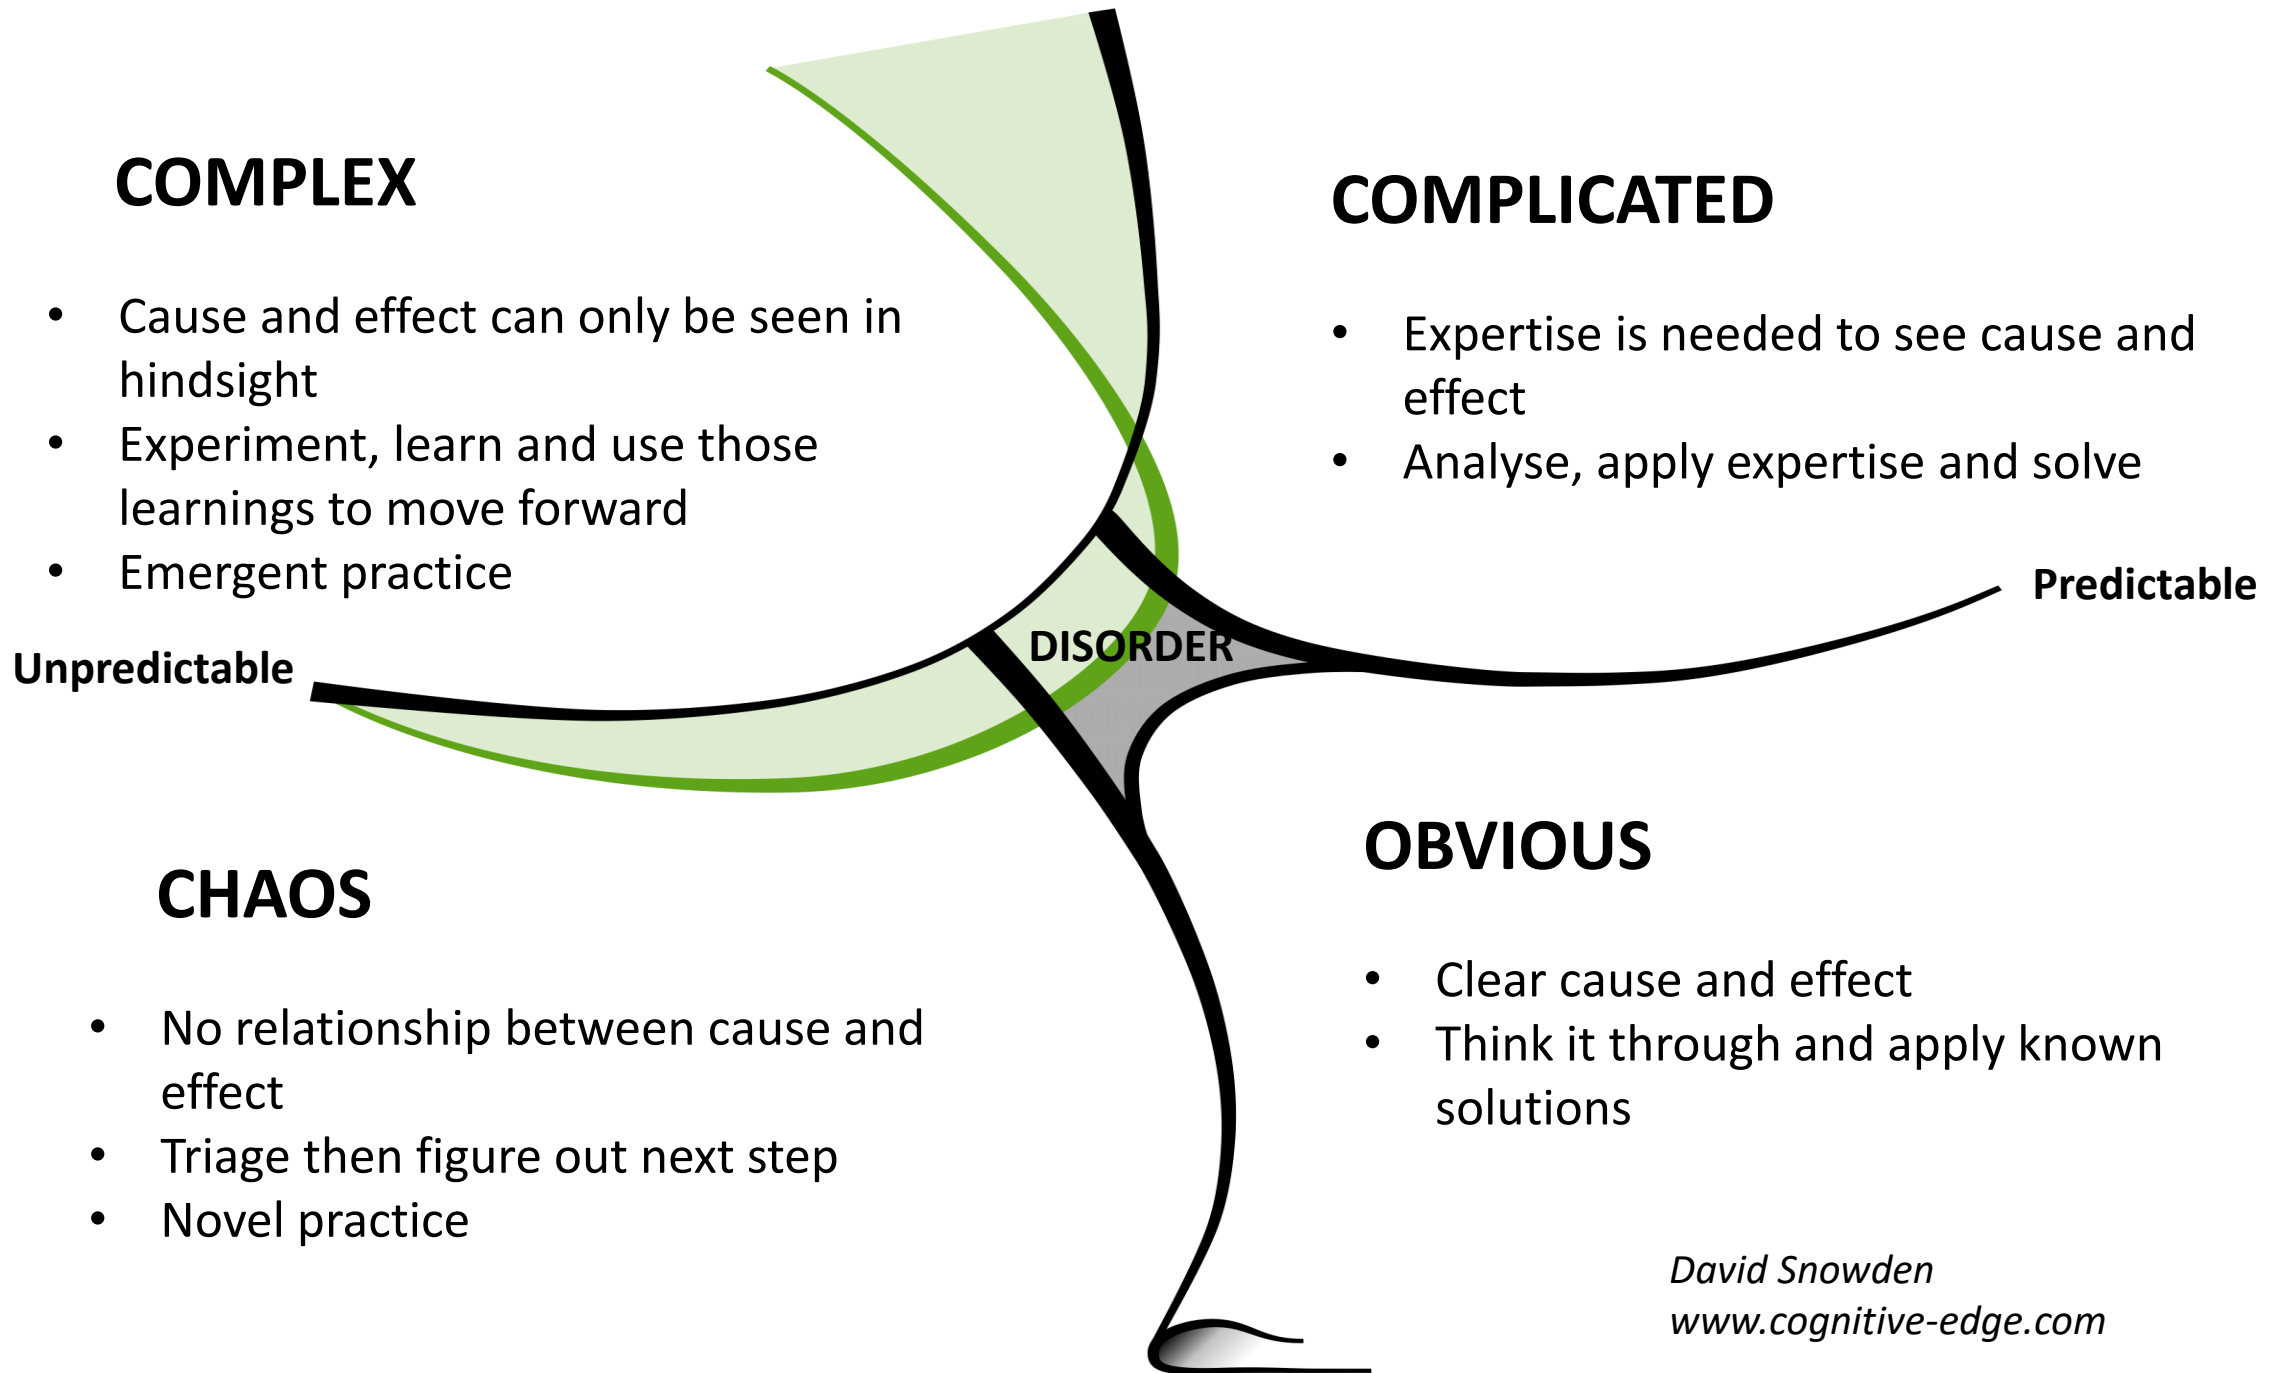 COMPLEX
• Cause and effect can only be seen in
hindsight
• Experiment, learn and use those
learnings to move forward
• Emergent practice
COMPLICATED
• Expertise is needed to see cause and
effect
• Analyse, apply expertise and solve
Predictable
Unpredictable
DISORDER
CHAOS
• No relationship between cause and
effect
• Triage then figure out next step
• Novel practice
OBVIOUS
• Clear cause and effect
• Think it through and apply known
solutions
David Snowden
www.cognitive-edge.com